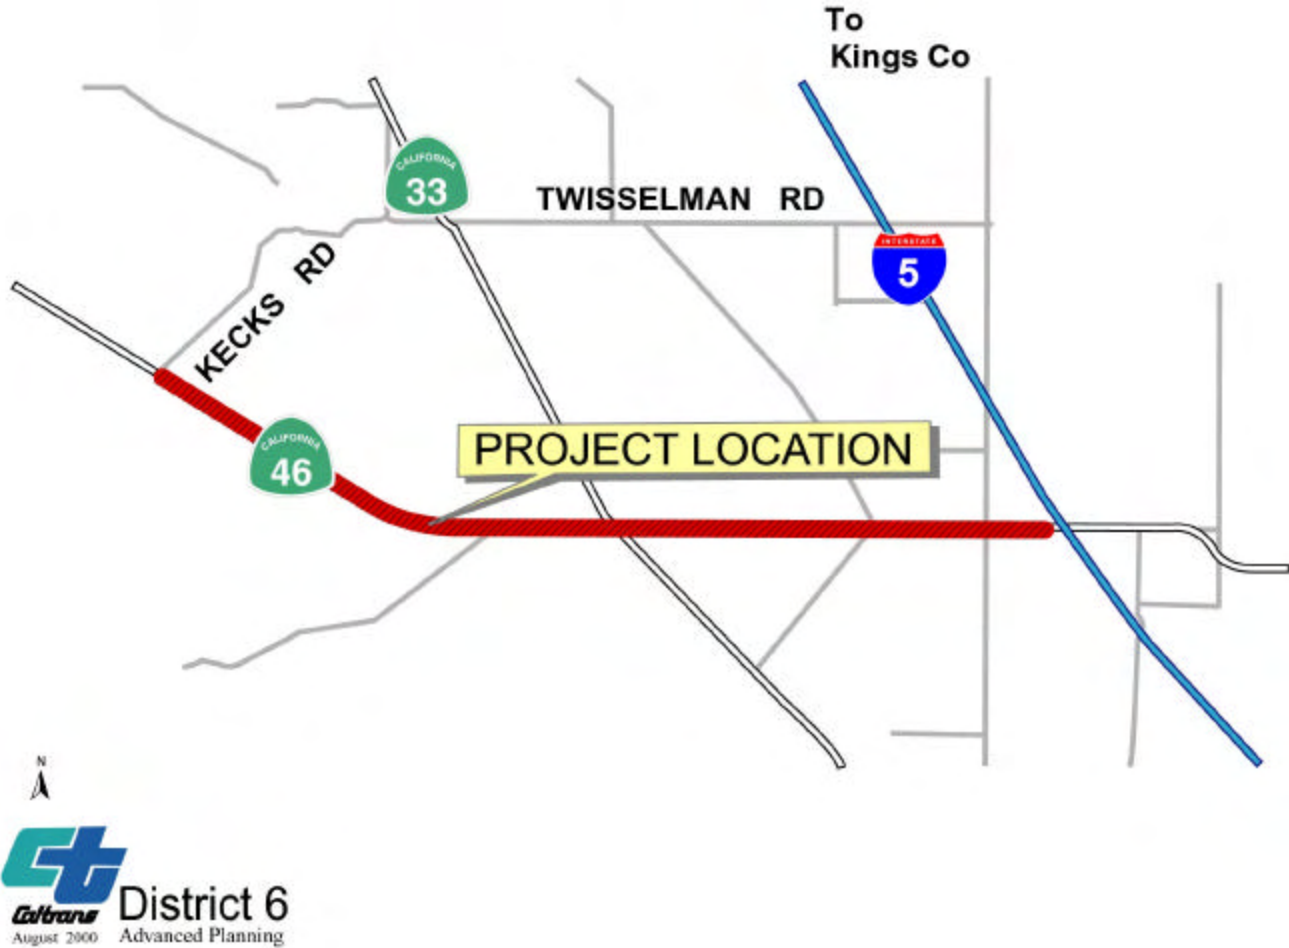 To
Kings Co
CALIFORNIA
33
TWISSELMAN RD
INTERSTATE
5
KECKS RD
CALIFORNIA
46
PROJECT LOCATION
N
Ct
Caltrans
District 6
August 2000
Advanced Planning